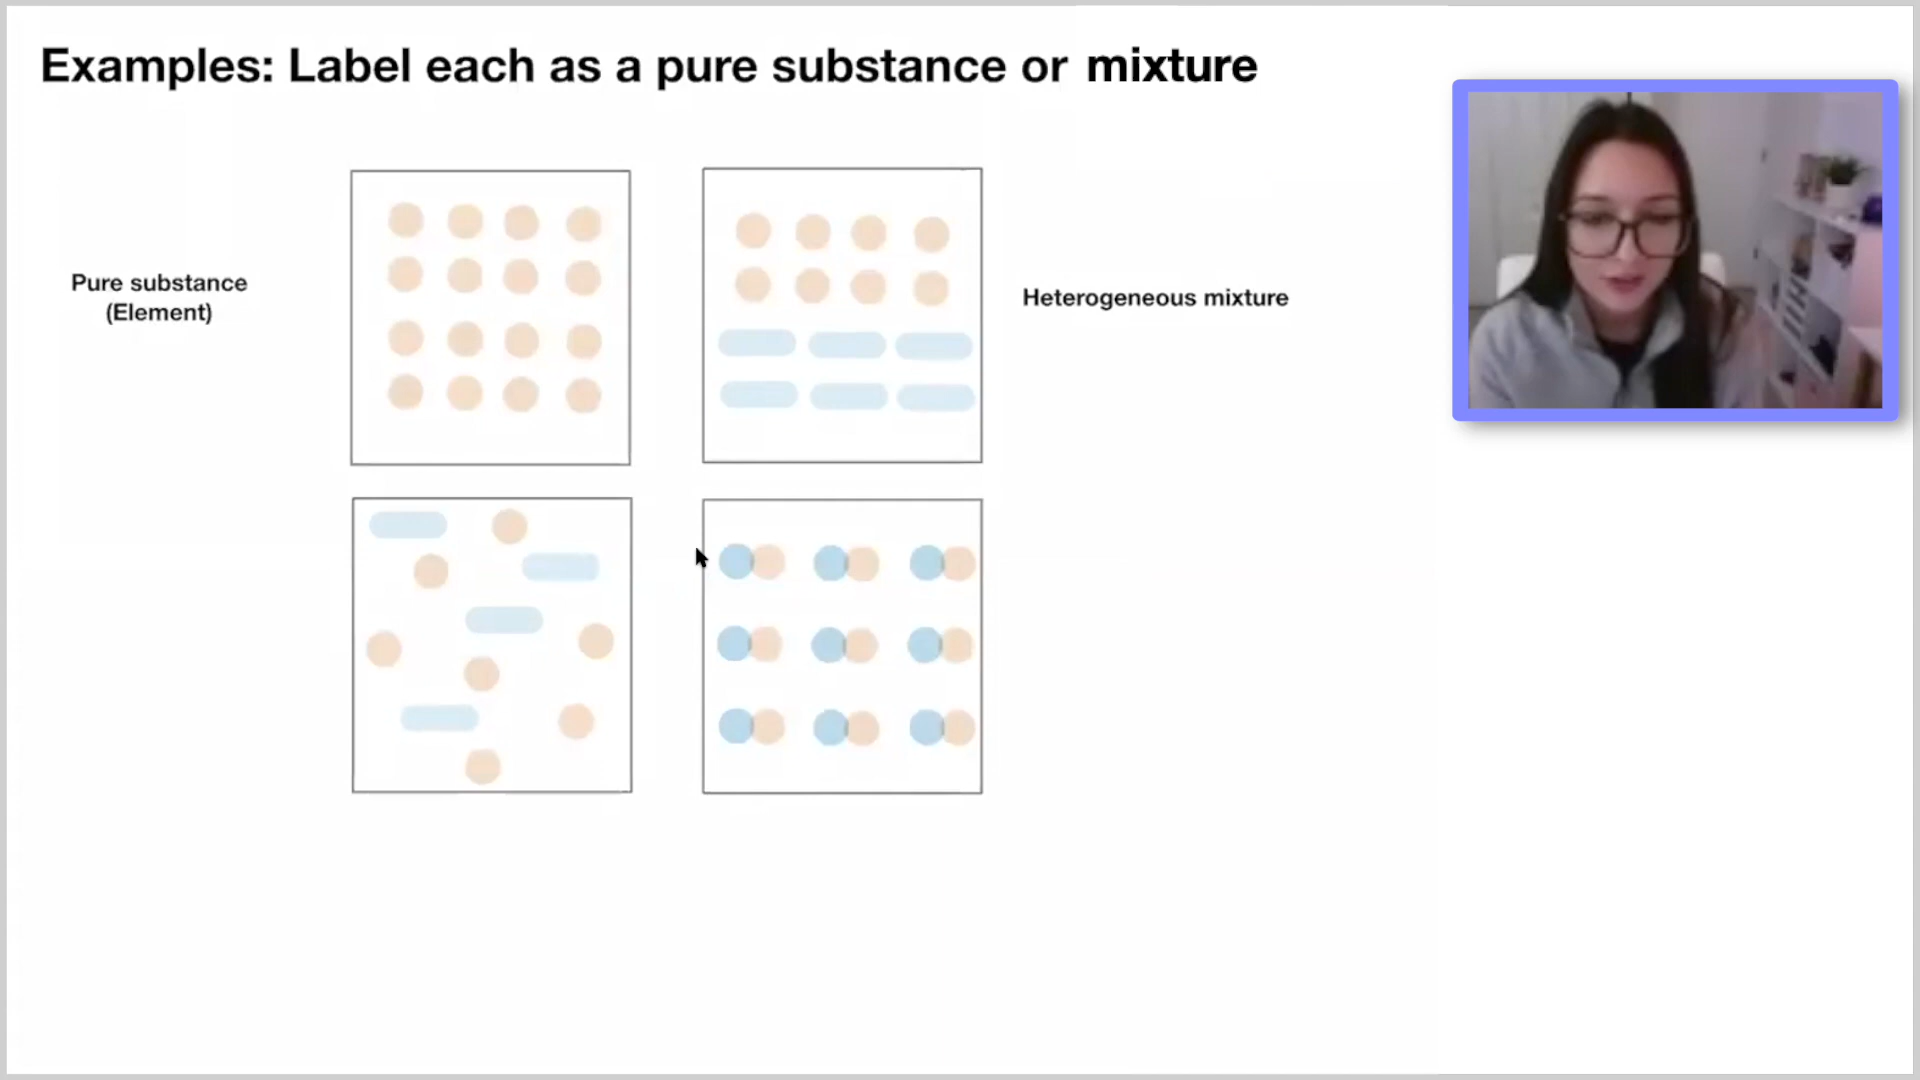 Examples: Label each as a pure substance or mixture
Pure substance
(Element)
Heterogeneous mixture